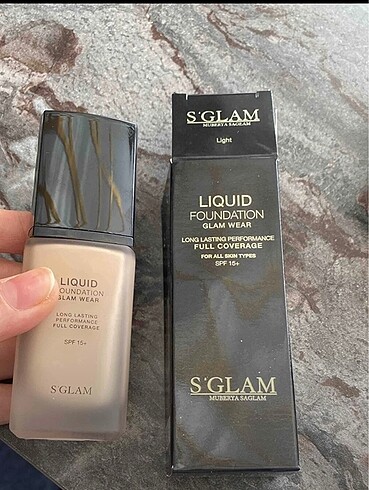 S'GLAM
MUBERYA SAGLAM
Light
LIQUID
FOUNDATION
GLAM WEAR
LONG LASTING PERFORMANCE
FULL COVERAGE
FOR ALL SKIN TYPES
SPF 15+
S'GLAM
MUBERYA SAGLAM
LIQUID
FOUNDATION
GLAM WEAR
LONG LASTING
PERFORMANCE
FULL COVERAGE
SPF 15+
S'GLAM